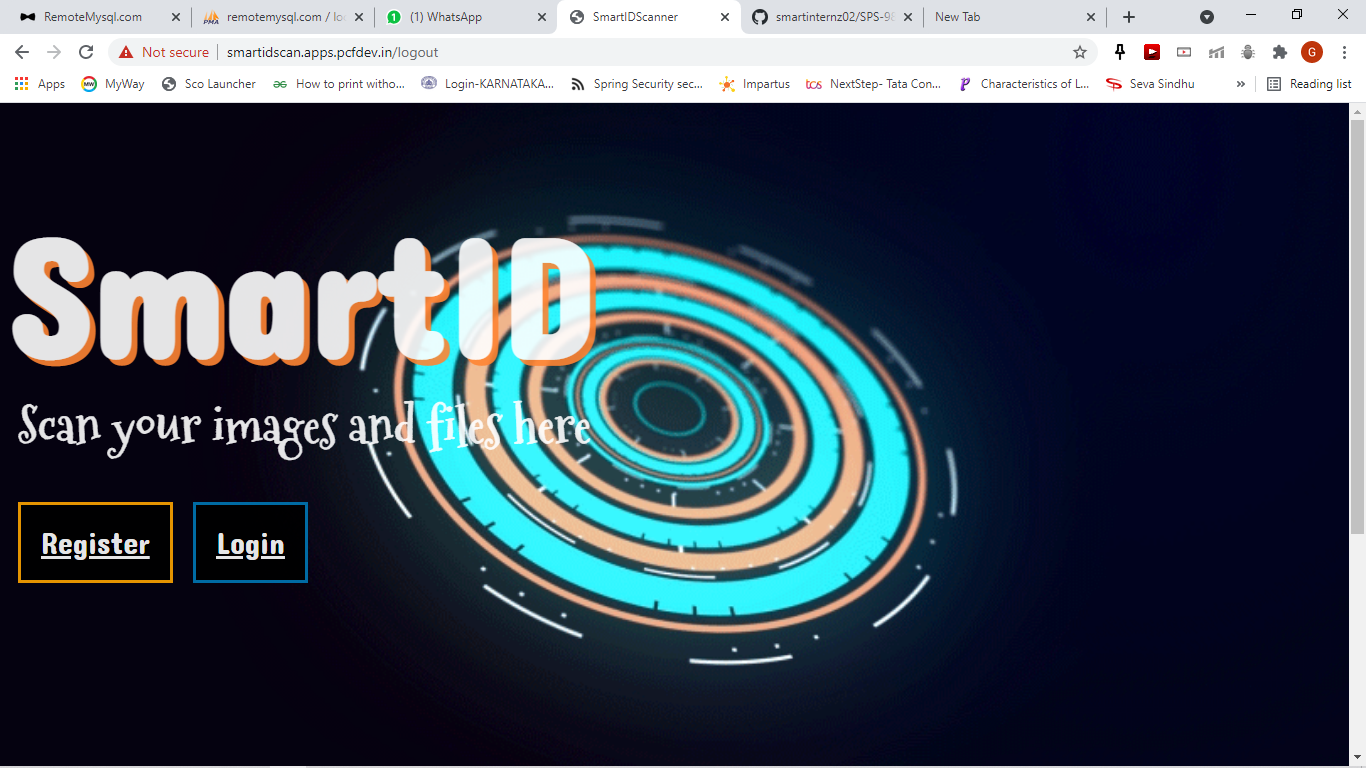 RemoteMysql.com
remotemysql.com / lo
(1) WhatsApp
SmartIDScanner
smartinternz02/SPS-98
New Tab
Not secure
smartidscan.apps.pcfdev.in/logout
G
Apps
MyWay
Sco Launcher
How to print witho...
Login-KARNATAKA...
Spring Security sec...
Impartus
NextStep- Tata Con...
Characteristics of L...
Seva Sindhu
Reading list
SmartID
Scan your images and files here
Register
Login